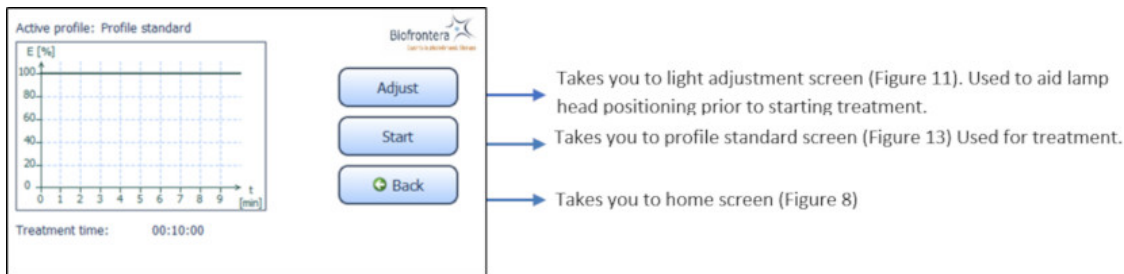 Active profile: Profile standard
Biofrontera
E [%]
100
80
60
40
20
0
0 1 2 3 4 5 6 7 8 9
t
[min]
Treatment time: 00:10:00
Adjust
Start
Back
Takes you to light adjustment screen (Figure 11). Used to aid lamp
head positioning prior to starting treatment.
Takes you to profile standard screen (Figure 13) Used for treatment.
Takes you to home screen (Figure 8)